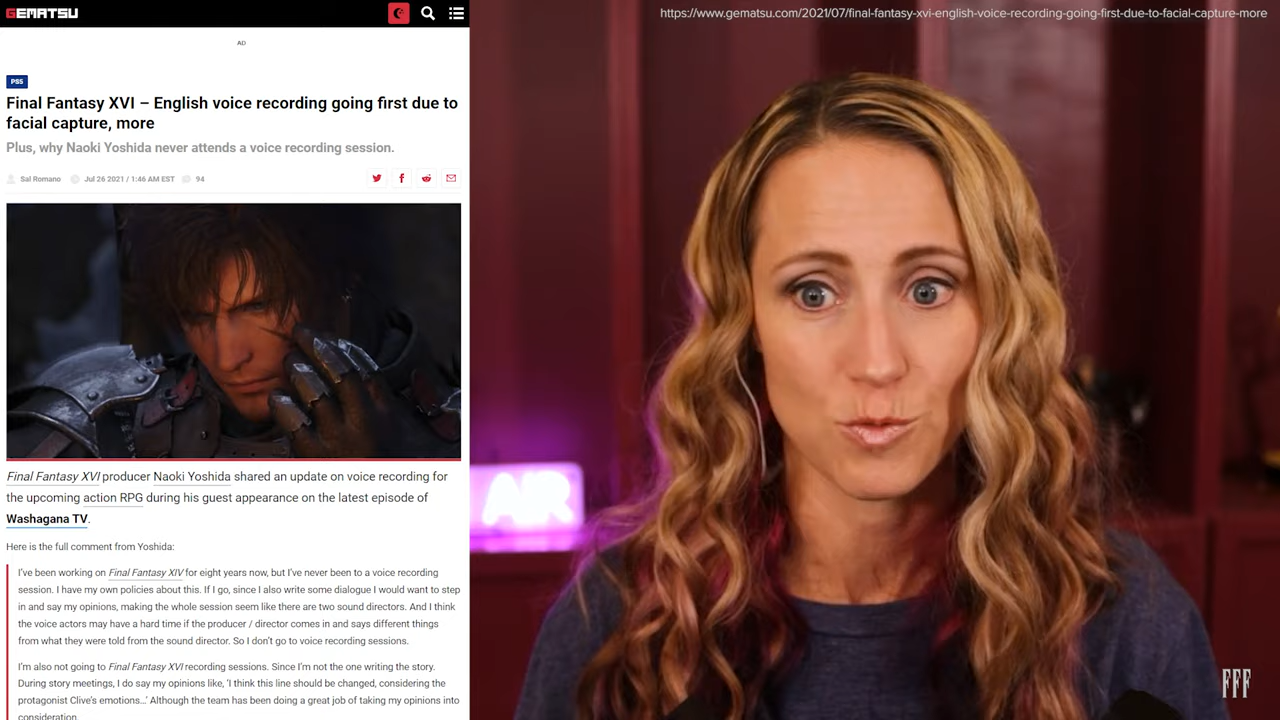 GEMATSU
https://www.gematsu.com/2021/07/final-fantasy-xvi-english-voice-recording-going-first-due-to-facial-capture-more
AD
PS5
Final Fantasy XVI – English voice recording going first due to
facial capture, more
Plus, why Naoki Yoshida never attends a voice recording session.
Sal Romano Jul 26 2021 / 1:46 AM EST 94
Final Fantasy XVI producer Naoki Yoshida shared an update on voice recording for
the upcoming action RPG during his guest appearance on the latest episode of
Washagana TV.
Here is the full comment from Yoshida:
I've been working on Final Fantasy XIV for eight years now, but I've never been to a voice recording
session. I have my own policies about this. If I go, since I also write some dialogue I would want to step
in and say my opinions, making the whole session seem like there are two sound directors. And I think
the voice actors may have a hard time if the producer / director comes in and says different things
from what they were told from the sound director. So I don't go to voice recording sessions.
I'm also not going to Final Fantasy XVI recording sessions. Since I'm not the one writing the story.
During story meetings, I do say my opinions like, 'I think this line should be changed, considering the
protagonist Clive's emotions…' Although the team has been doing a great job of taking my opinions into
consideration.
AR
FFF